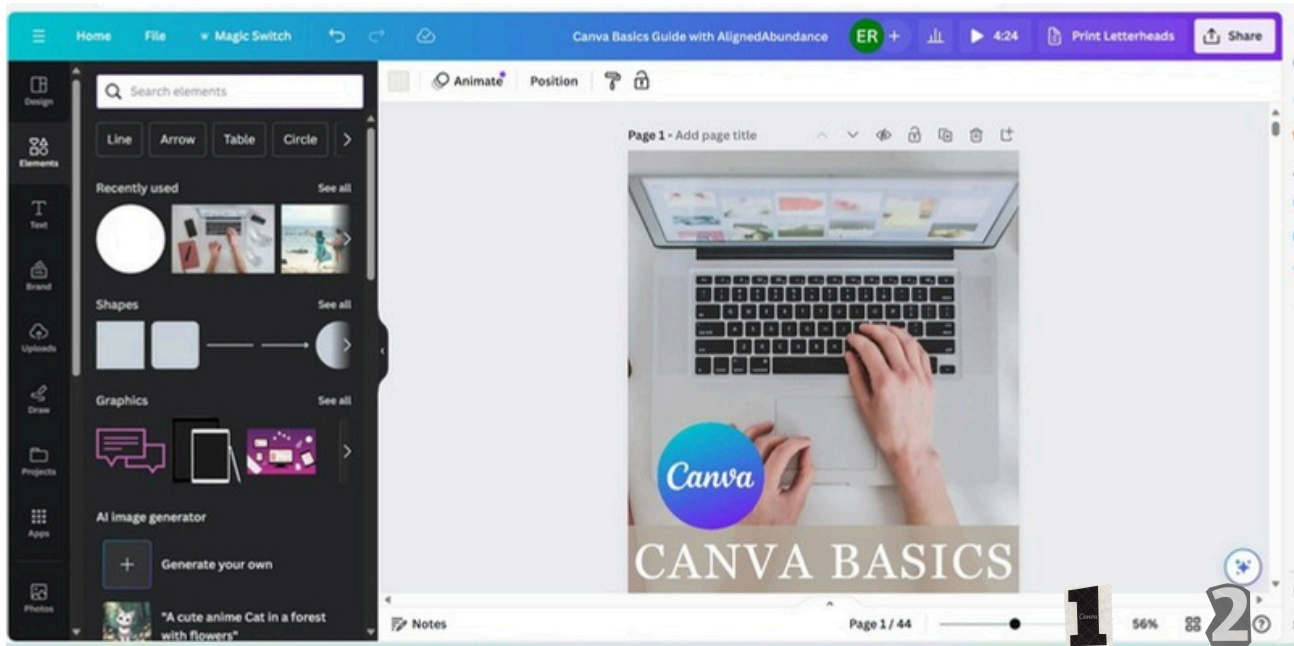 Home File Magic Switch Canva Basics Guide with AlignedAbundance ER + 4:24 Print Letterheads Share
Animate Position
Design
Elements
Text
Brand
Uploads
Draw
Projects
Apps
Photos
Search elements
Line Arrow Table Circle
Recently used See all
Shapes See all
Graphics See all
AI image generator
Generate your own
"A cute anime Cat in a forest
with flowers"
Page 1 - Add page title
Canva
CANVA BASICS
Notes Page 1 / 44 1 Canva 56% 2 ?